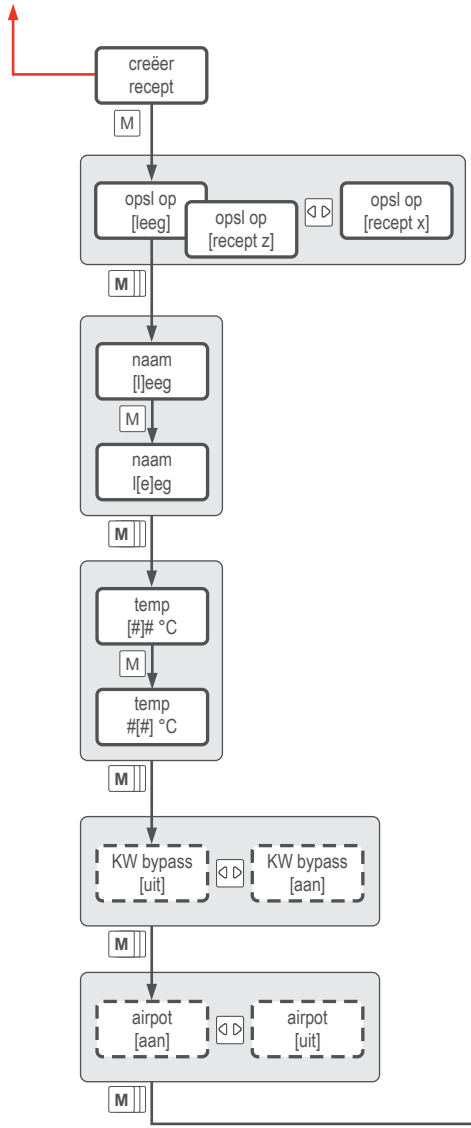 creëer
recept
M
opsl op
[leeg]
opsl op
[recept z]
opsl op
[recept x]
M
naam
[l]eeg
M
naam
l[e]eg
M
temp
[#]# °C
M
temp
#[#] °C
M
KW bypass
[uit]
KW bypass
[aan]
M
airpot
[aan]
airpot
[uit]
M